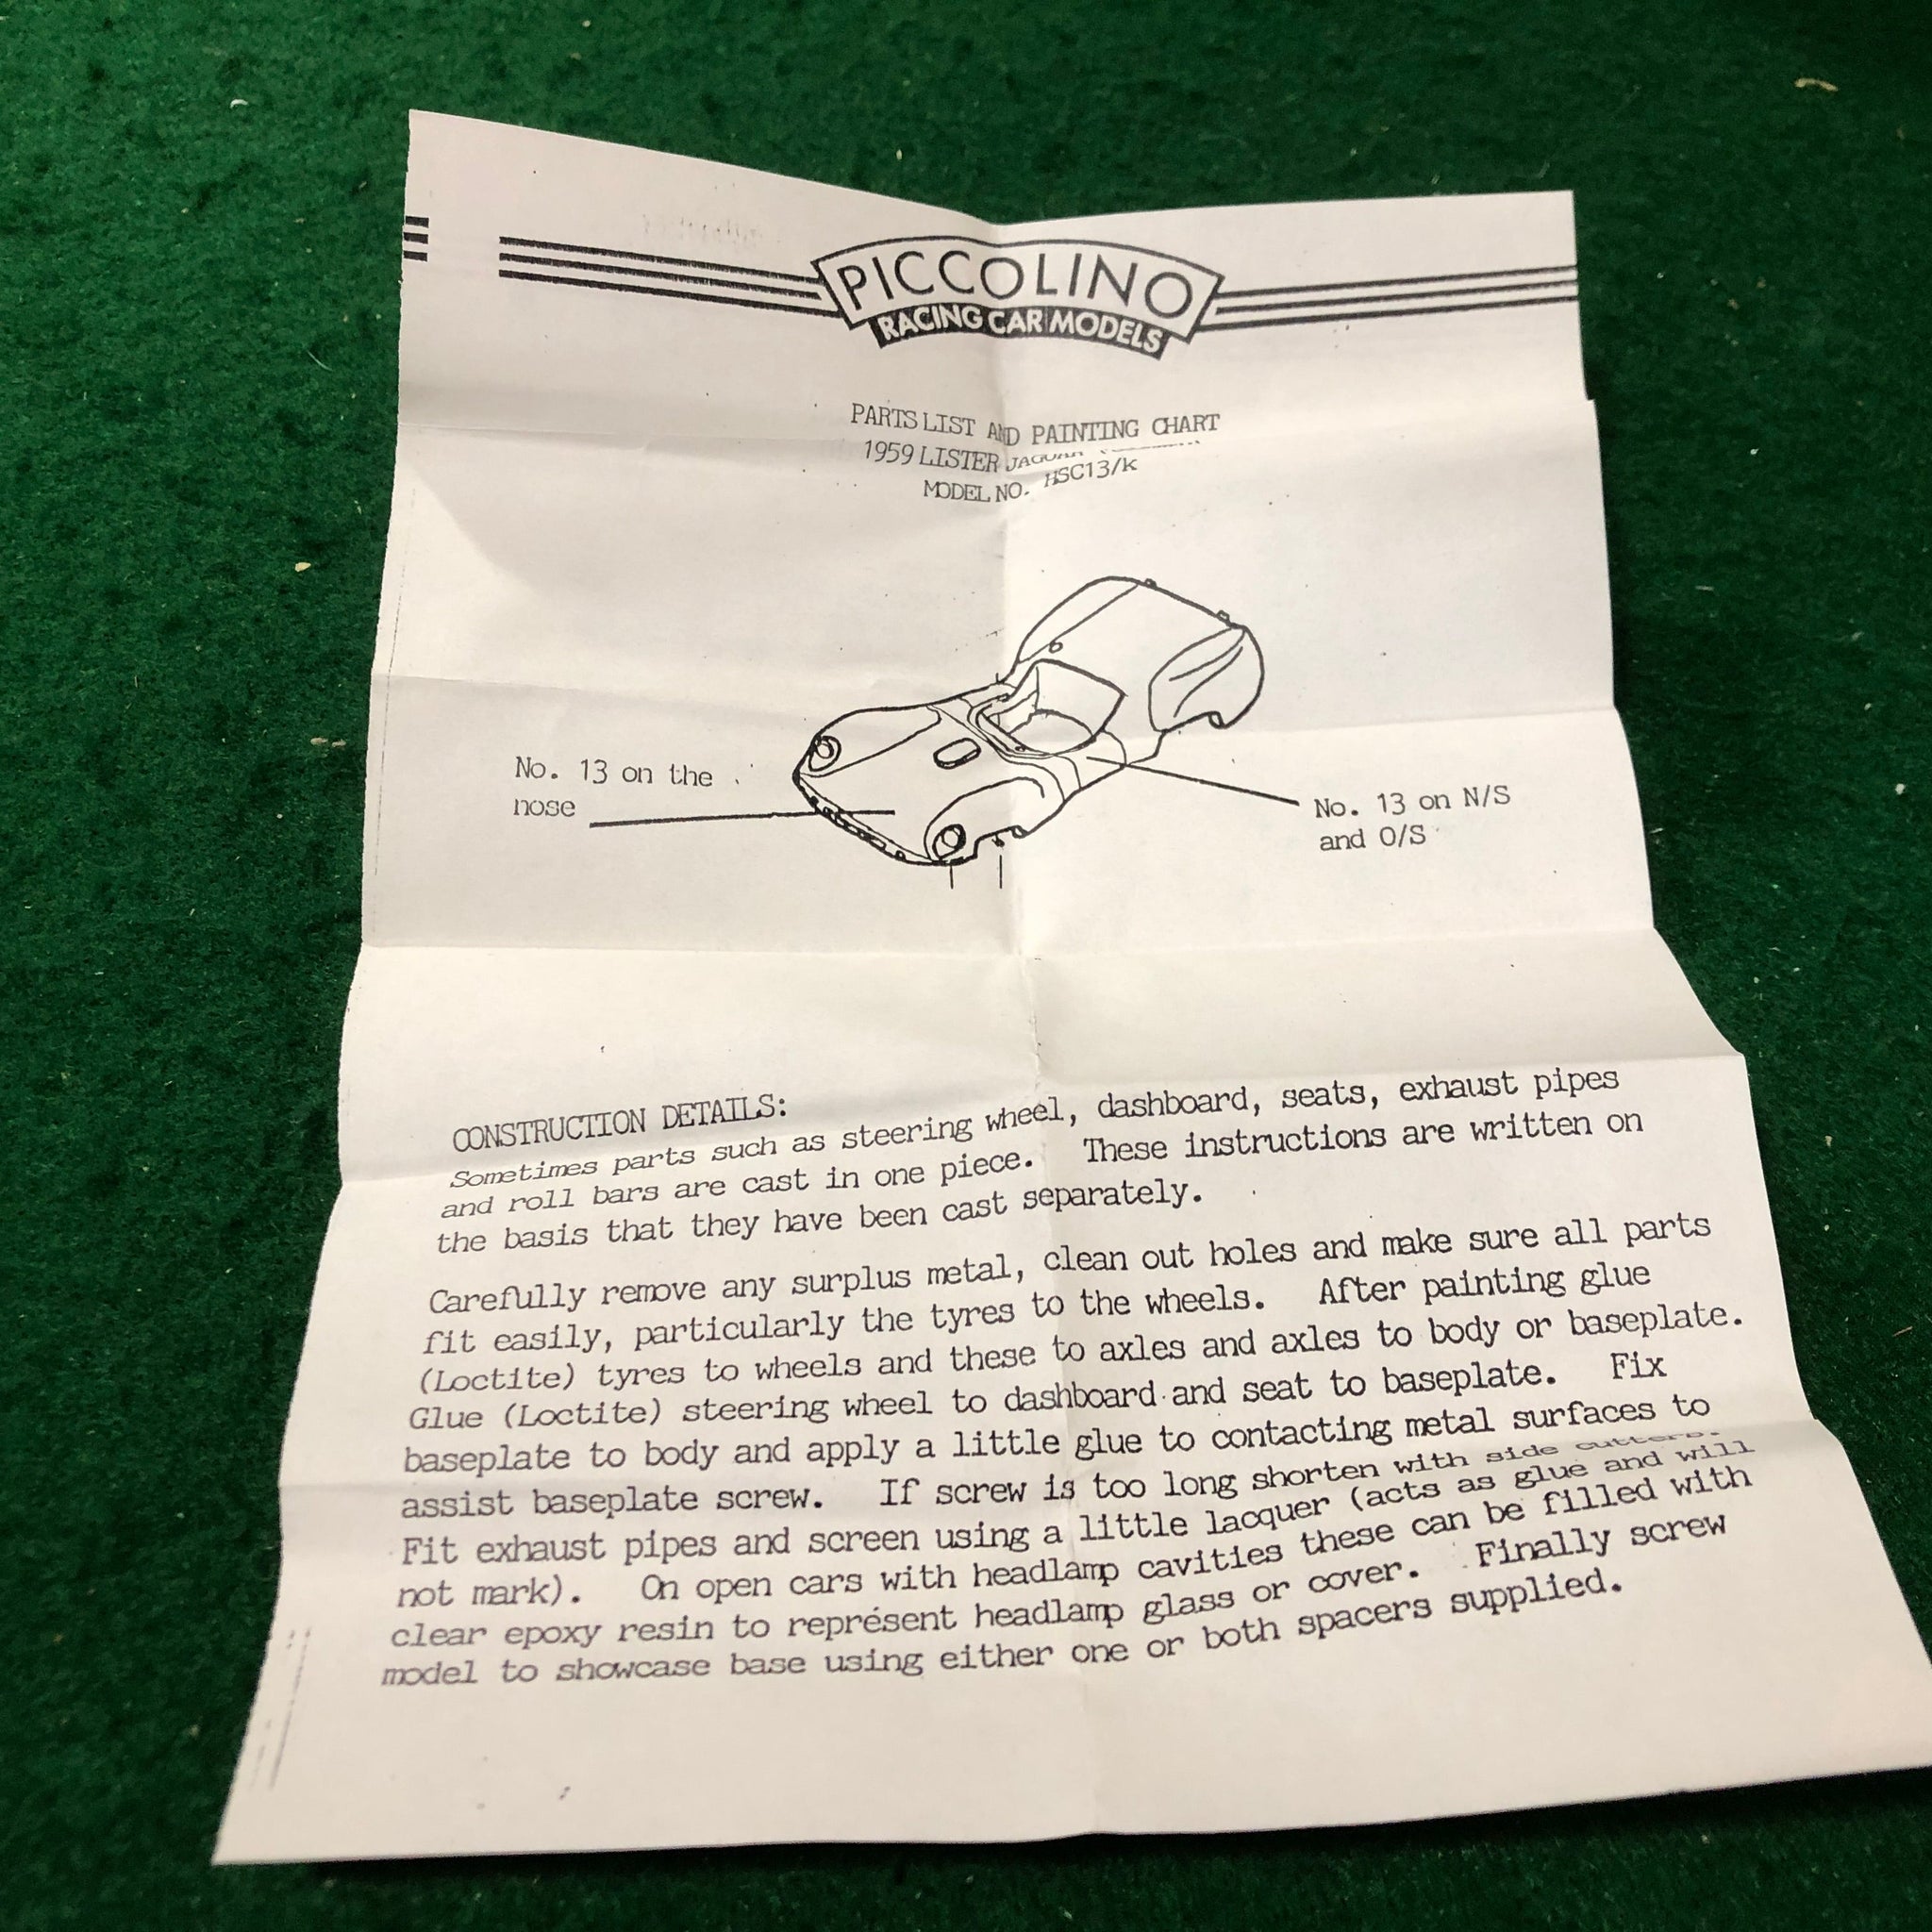 PICCOLINO
RACING CAR MODELS
PARTS LIST AND PAINTING CHART
1959 LISTER JAGUAR
MODEL NO. HSC13/k
No. 13 on the
nose
No. 13 on N/S
and O/S
CONSTRUCTION DETAILS:
Sometimes parts such as steering wheel, dashboard, seats, exhaust pipes
and roll bars are cast in one piece. These instructions are written on
the basis that they have been cast separately.
Carefully remove any surplus metal, clean out holes and make sure all parts
fit easily, particularly the tyres to the wheels. After painting glue
(Loctite) tyres to wheels and these to axles and axles to body or baseplate.
Glue (Loctite) steering wheel to dashboard and seat to baseplate. Fix
baseplate to body and apply a little glue to contacting metal surfaces to
assist baseplate screw. If screw is too long shorten with side cutters.
Fit exhaust pipes and screen using a little lacquer (acts as glue and will
not mark). On open cars with headlamp cavities these can be filled with
clear epoxy resin to represent headlamp glass or cover. Finally screw
model to showcase base using either one or both spacers supplied.